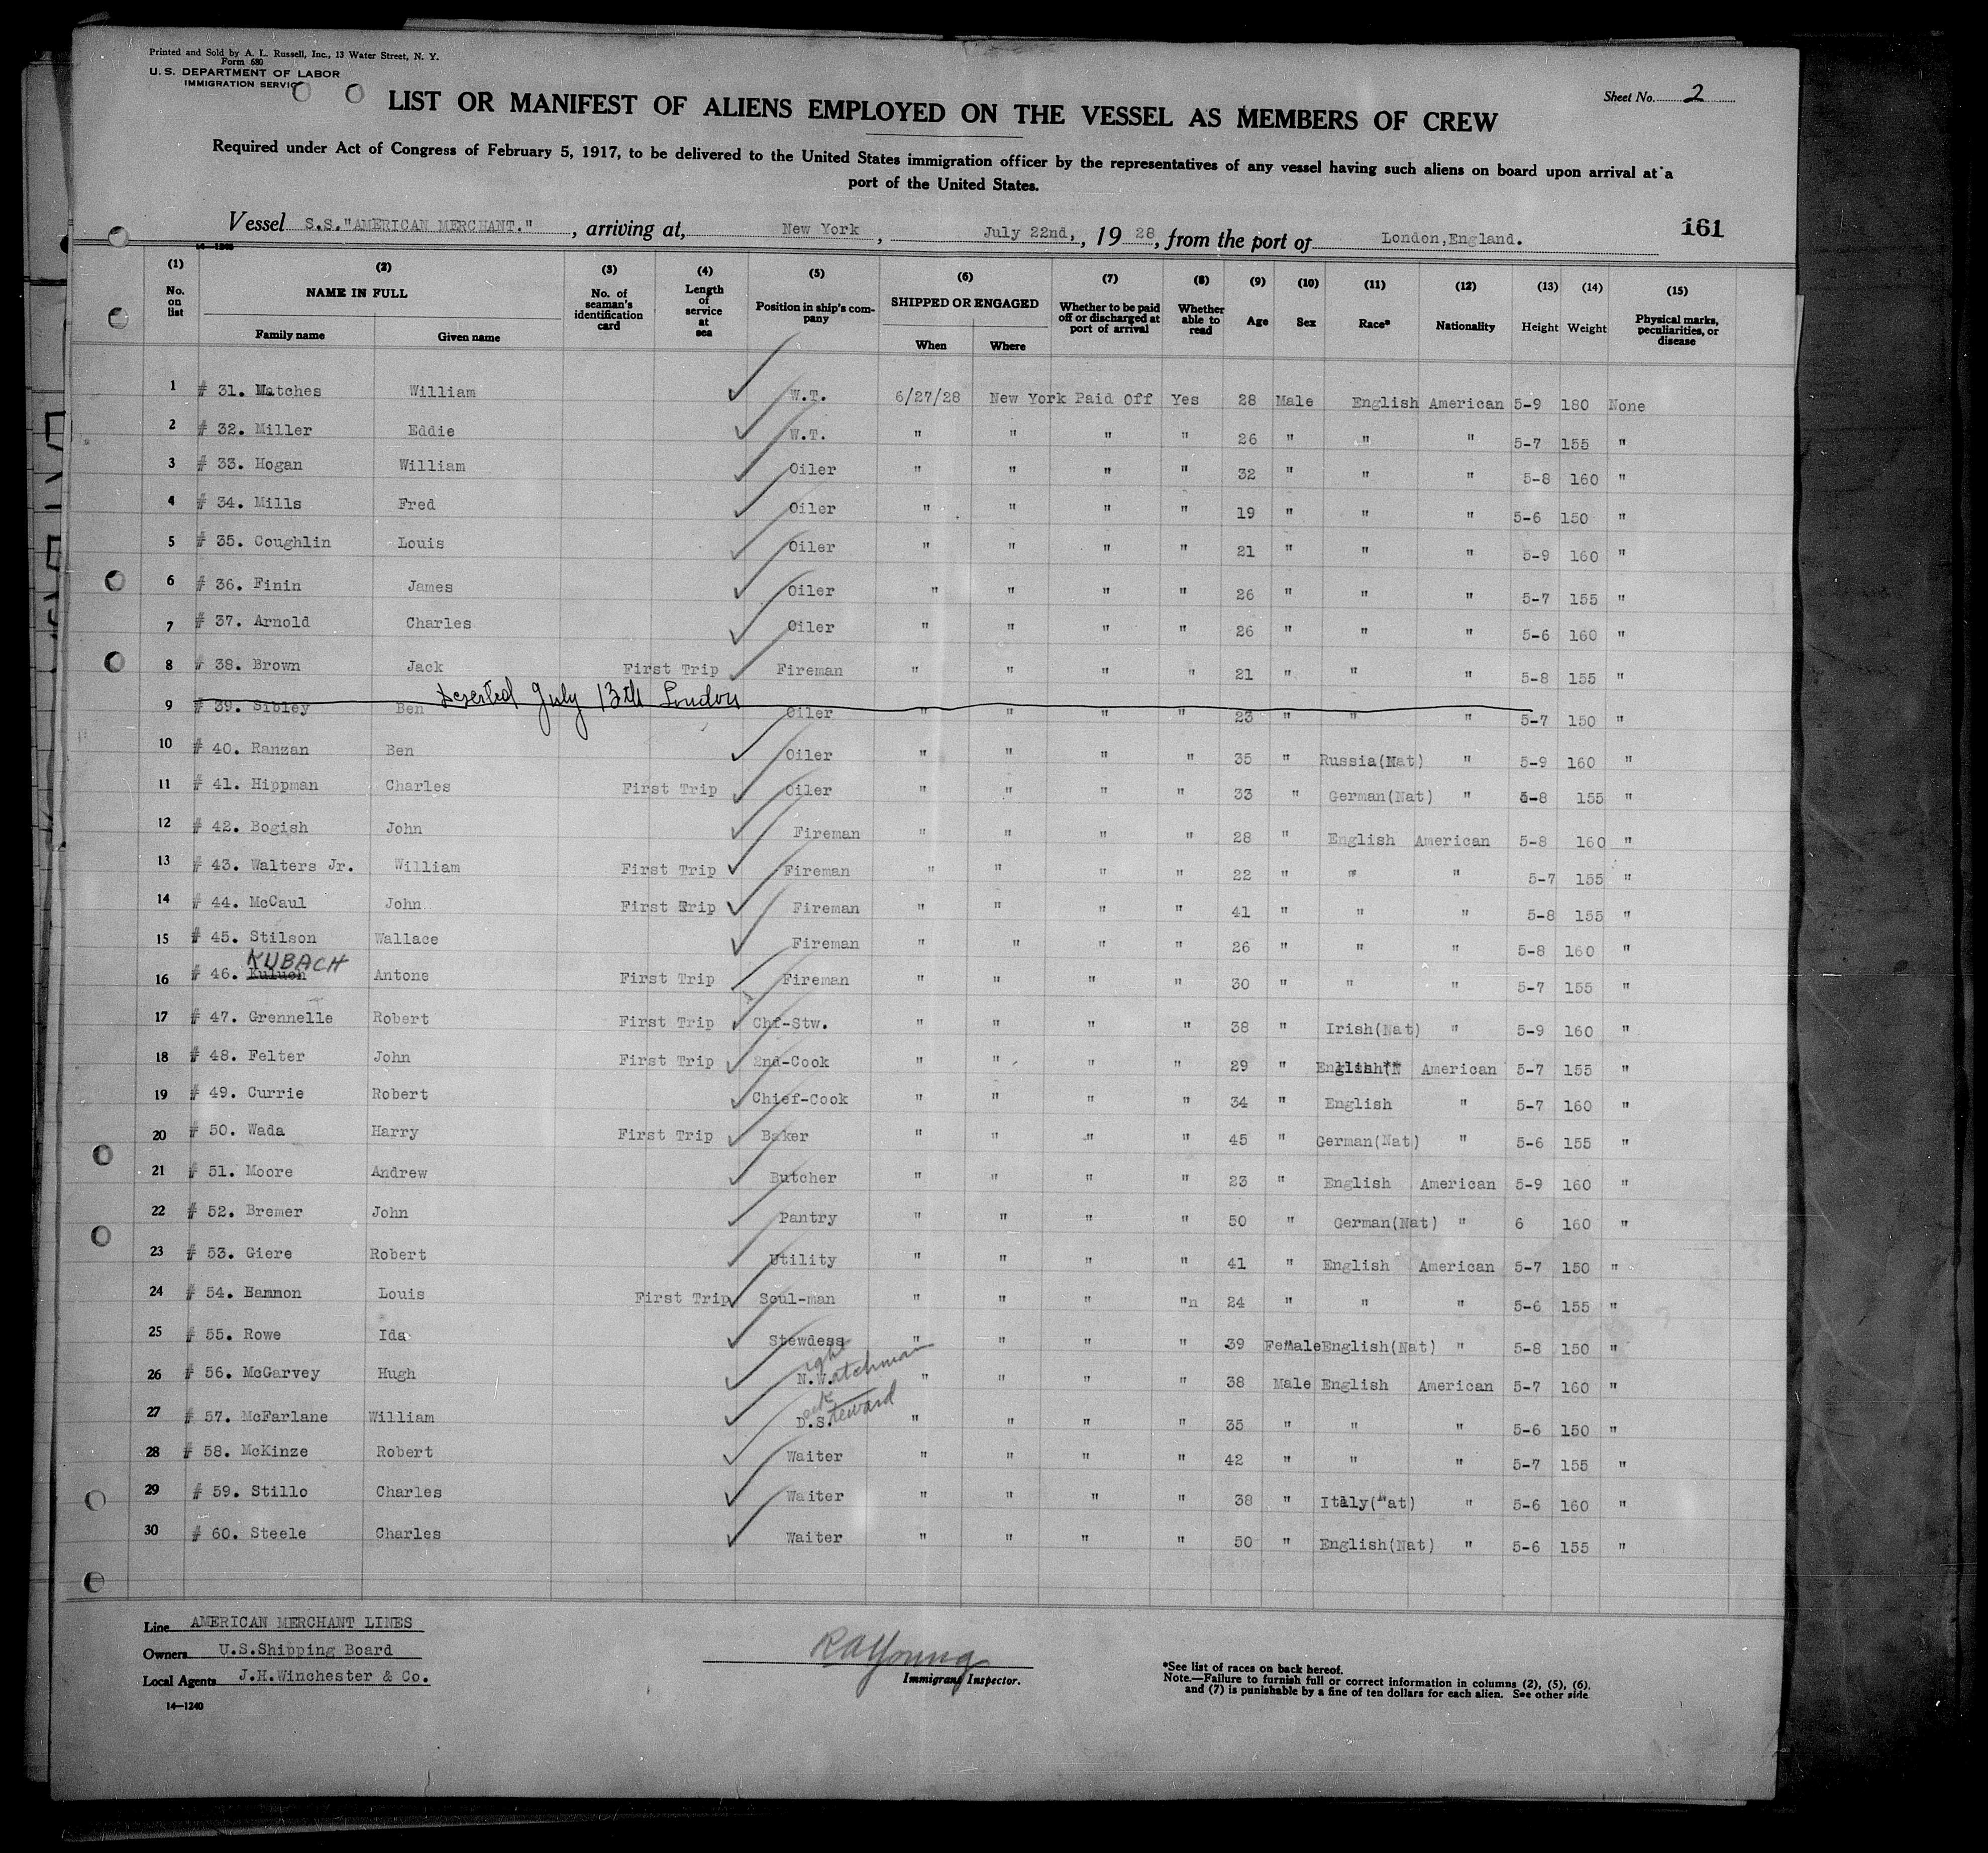 Printed and Sold by A. L. Russell, Inc., 13 Water Street, N. Y.
Form 680
U. S. DEPARTMENT OF LABOR
IMMIGRATION SERVIC
Sheet No. 2
LIST OR MANIFEST OF ALIENS EMPLOYED ON THE VESSEL AS MEMBERS OF CREW
Required under Act of Congress of February 5, 1917, to be delivered to the United States immigration officer by the representatives of any vessel having such aliens on board upon arrival at a
port of the United States.
Vessel S.S."AMERICAN MERCHANT.", arriving at, New York, July 22nd, 1928, from the port of London,England. 161
14—1240
(1) No. on list (2) NAME IN FULL Family name Given name (3) No. of seaman's identification card (4) Length of service at sea (5) Position in ship's company (6) SHIPPED OR ENGAGED When Where (7) Whether to be paid off or discharged at port of arrival (8) Whether able to read (9) Age (10) Sex (11) Race* (12) Nationality (13) Height (14) Weight (15) Physical marks, peculiarities, or disease
1 # 31. Matches William W.T. 6/27/28 New York Paid Off Yes 28 Male English American 5-9 180 None
2 # 32. Miller Eddie W.T. " " " " 26 " " " 5-7 155 "
3 # 33. Hogan William Oiler " " " " 32 " " " 5-8 160 "
4 # 34. Mills Fred Oiler " " " " 19 " " " 5-6 150 "
5 # 35. Coughlin Louis Oiler " " " " 21 " " " 5-9 160 "
6 # 36. Finin James Oiler " " " " 26 " " " 5-7 155 "
7 # 37. Arnold Charles Oiler " " " " 26 " " " 5-6 160 "
8 # 38. Brown Jack First Trip Fireman " " " " 21 " " " 5-8 155 "
Deserted July 13th London
9 # 39. Sibley Ben Oiler " " " " 23 " " " 5-7 150 "
10 # 40. Ranzan Ben Oiler " " " " 35 " Russia(Nat) " 5-9 160 "
11 # 41. Hippman Charles First Trip Oiler " " " " 33 " German(Nat) " 5-8 155 "
12 # 42. Bogish John Fireman " " " " 28 " English American 5-8 160 "
13 # 43. Walters Jr. William First Trip Fireman " " " " 22 " " " 5-7 155 "
14 # 44. McCaul John First Trip Fireman " " " " 41 " " " 5-8 155 "
15 # 45. Stilson Wallace Fireman " " " " 26 " " " 5-8 160 "
KUBACH
16 # 46. Antone First Trip Fireman " " " " 30 " " " 5-7 155 "
17 # 47. Grennelle Robert First Trip Chf-Stw. " " " " 38 " Irish(Nat) " 5-9 160 "
18 # 48. Felter John First Trip 2nd-Cook " " " " 29 " English American 5-7 155 "
19 # 49. Currie Robert Chief-Cook " " " " 34 " English " 5-7 160 "
20 # 50. Wada Harry First Trip Baker " " " " 45 " German(Nat) " 5-6 155 "
21 # 51. Moore Andrew Butcher " " " " 23 " English American 5-9 160 "
22 # 52. Bremer John Pantry " " " " 50 " German(Nat) " 6 160 "
23 # 53. Giere Robert Utility " " " " 41 " English American 5-7 150 "
24 # 54. Bannon Louis First Trip Scul-man " " " "n 24 " " " 5-6 155 "
25 # 55. Rowe Ida Stewdess " " " " 39 Female English(Nat) " 5-8 150 "
26 # 56. McGarvey Hugh N.ight W.atchman " " " " 38 Male English American 5-7 160 "
27 # 57. McFarlane William D.eck S.teward " " " " 35 " " " 5-6 150 "
28 # 58. McKinze Robert Waiter " " " " 42 " " " 5-7 155 "
29 # 59. Stillo Charles Waiter " " " " 38 " Italy(Nat) " 5-6 160 "
30 # 60. Steele Charles Waiter " " " " 50 " English(Nat) " 5-6 155 "
Line AMERICAN MERCHANT LINES
Owners U.S.Shipping Board
Local Agents J.H.Winchester & Co.
14—1240
RAYoung
Immigrant Inspector.
*See list of races on back hereof.
Note.—Failure to furnish full or correct information in columns (2), (5), (6),
and (7) is punishable by a fine of ten dollars for each alien. See other side